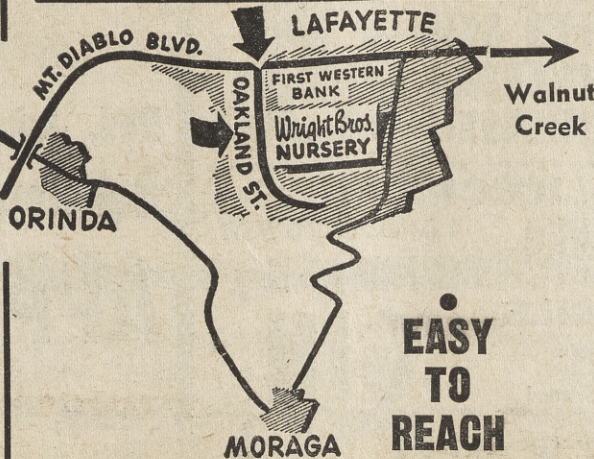 LAFAYETTE
MT. DIABLO BLVD.
FIRST WESTERN
BANK
OAKLAND ST.
Wright Bros.
NURSERY
Walnut
Creek
ORINDA
MORAGA
EASY
TO
REACH